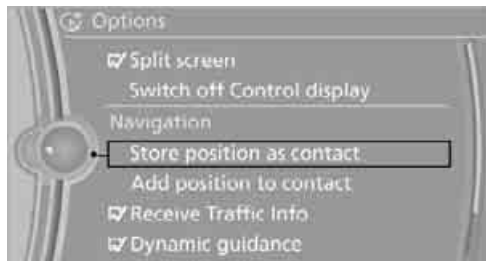 Options
Split screen
Switch off Control display
Navigation
Store position as contact
Add position to contact
Receive Traffic Info
Dynamic guidance